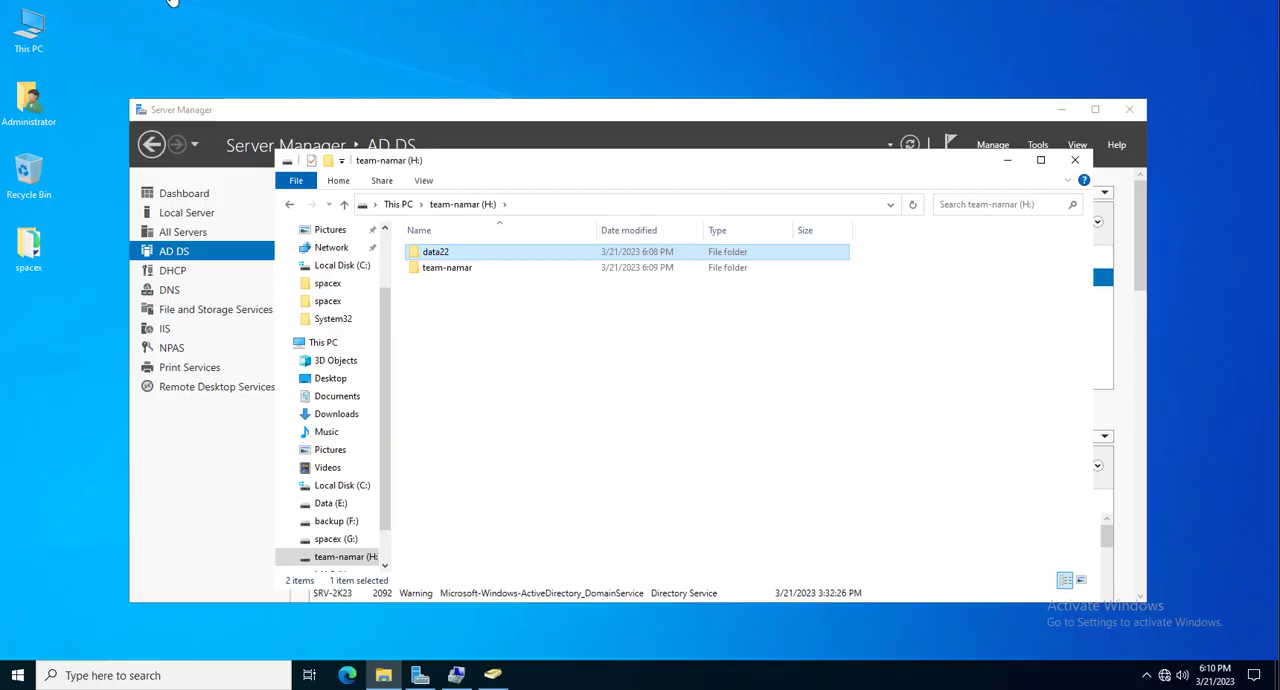 This PC
Administrator
Recycle Bin
spacex
Server Manager
Server Manager ▸ AD DS
Manage Tools View Help
Dashboard
Local Server
All Servers
AD DS
DHCP
DNS
File and Storage Services
IIS
NPAS
Print Services
Remote Desktop Services
team-namar (H:)
File Home Share View
This PC > team-namar (H:) >
Search team-namar (H:)
Pictures
Network
Local Disk (C:)
spacex
spacex
System32
This PC
3D Objects
Desktop
Documents
Downloads
Music
Pictures
Videos
Local Disk (C:)
Data (E:)
backup (F:)
spacex (G:)
team-namar (H:
Name Date modified Type Size
data22 3/21/2023 6:08 PM File folder
team-namar 3/21/2023 6:09 PM File folder
2 items 1 item selected
SRV-2K23 2092 Warning Microsoft-Windows-ActiveDirectory_DomainService Directory Service 3/21/2023 3:32:26 PM
Activate Windows
Go to Settings to activate Windows.
Type here to search
6:10 PM
3/21/2023